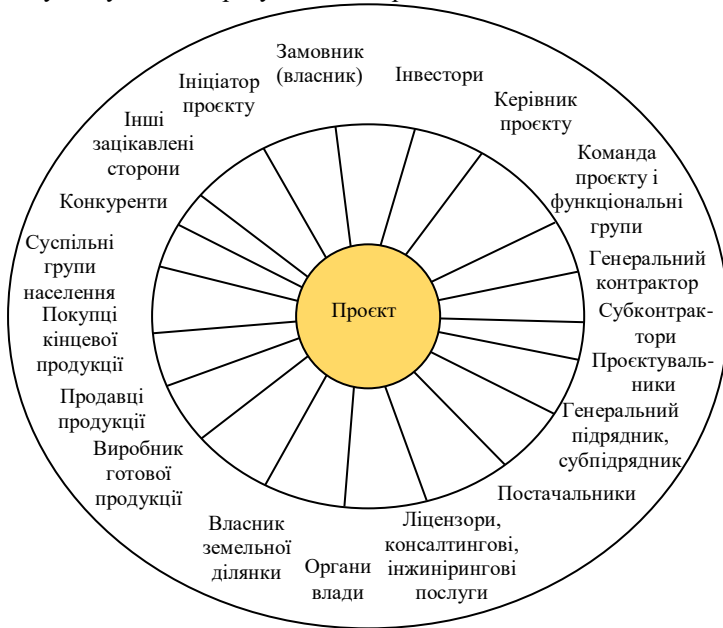 Замовник
(власник)
Інвестори
Керівник
проєкту
Команда
проєкту і
функціональні
групи
Генеральний
контрактор
Субконтрак-
тори
Проєктуваль-
ники
Генеральний
підрядник,
субпідрядник
Постачальники
Ліцензори,
консалтингові,
інжинірингові
послуги
Органи
влади
Власник
земельної
ділянки
Виробник
готової
продукції
Продавці
продукції
Покупці
кінцевої
продукції
Суспільні
групи
населення
Конкуренти
Інші
зацікавлені
сторони
Ініціатор
проєкту
Проєкт